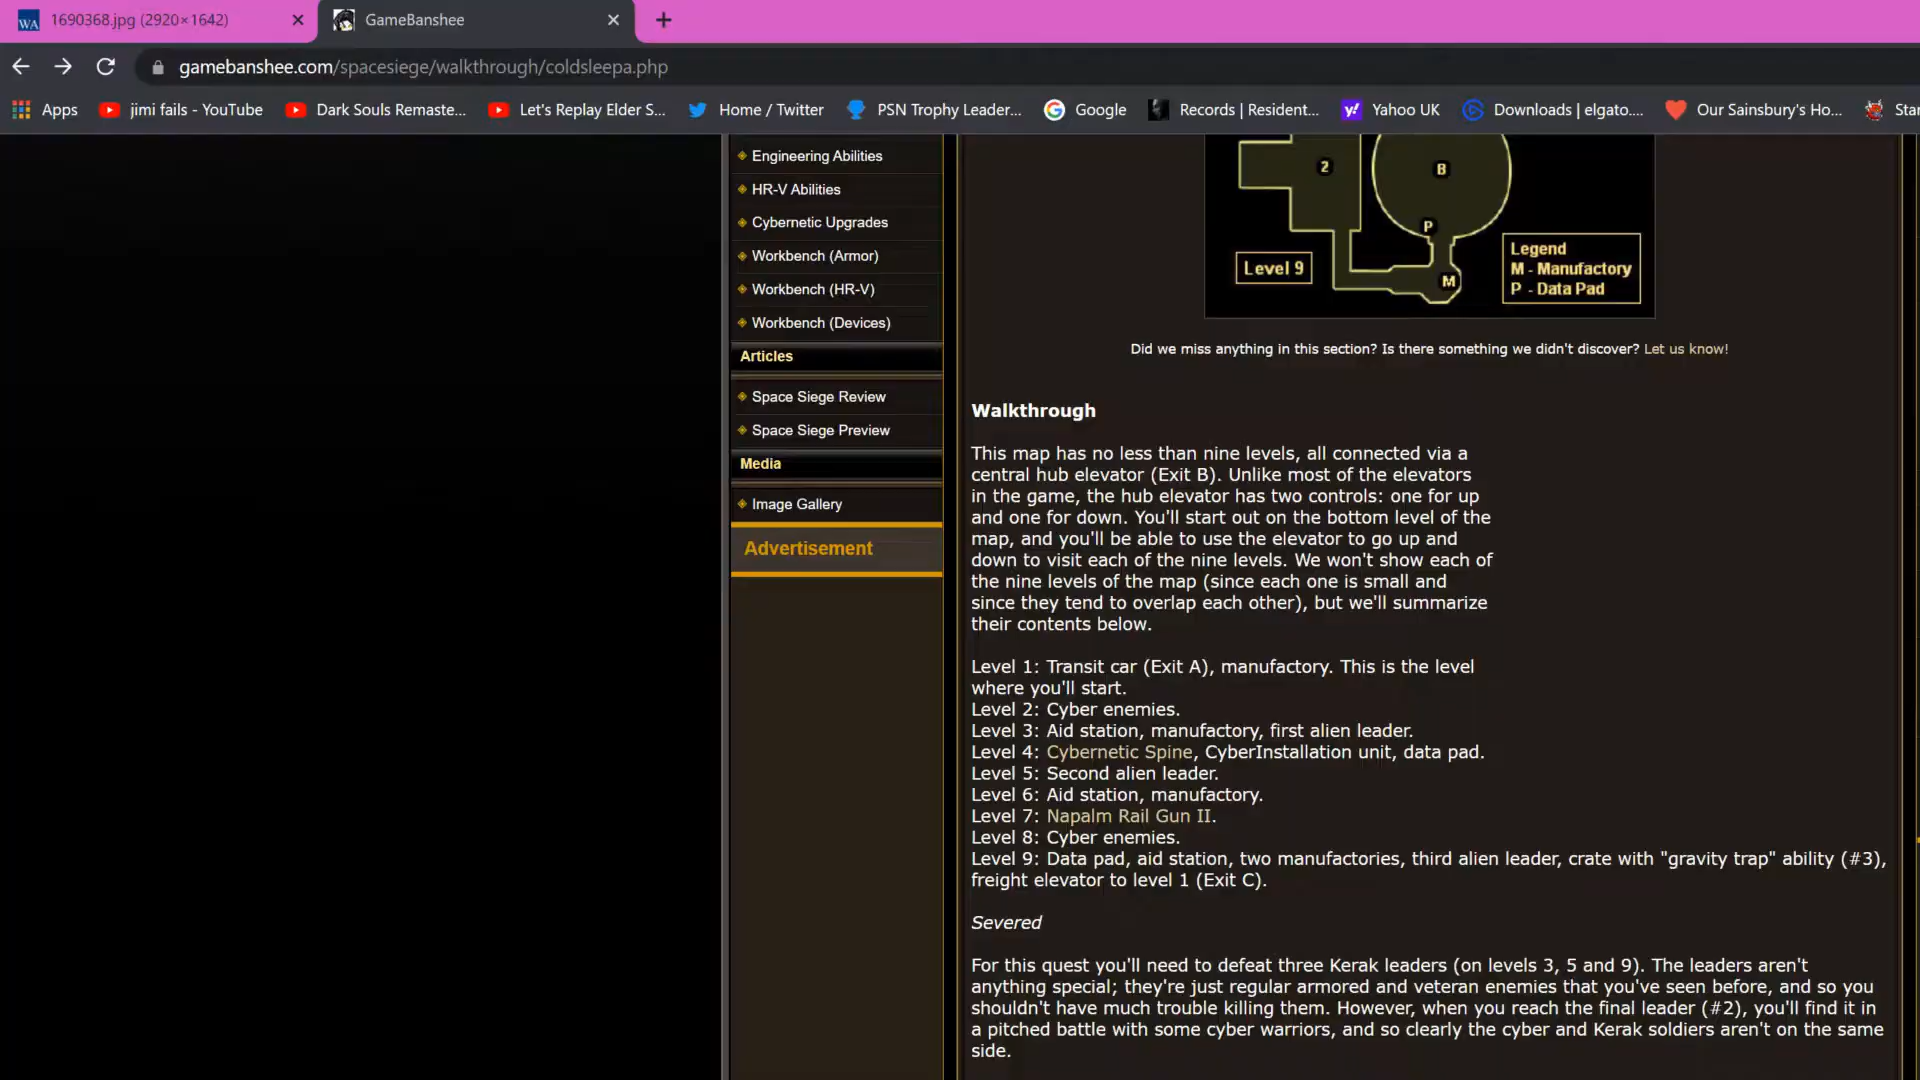 1690368.jpg (2920×1642)
GameBanshee
gamebanshee.com/spacesiege/walkthrough/coldsleepa.php
Apps
jimi fails - YouTube
Dark Souls Remaste...
Let's Replay Elder S...
Home / Twitter
PSN Trophy Leader...
Google
Records | Resident...
Yahoo UK
Downloads | elgato....
Our Sainsbury's Ho...
Star
Engineering Abilities
HR-V Abilities
Cybernetic Upgrades
Workbench (Armor)
Workbench (HR-V)
Workbench (Devices)
Articles
Space Siege Review
Space Siege Preview
Media
Image Gallery
Advertisement
2
B
P
M
Level 9
Legend
M - Manufactory
P - Data Pad
Did we miss anything in this section? Is there something we didn't discover? Let us know!
Walkthrough
This map has no less than nine levels, all connected via a
central hub elevator (Exit B). Unlike most of the elevators
in the game, the hub elevator has two controls: one for up
and one for down. You'll start out on the bottom level of the
map, and you'll be able to use the elevator to go up and
down to visit each of the nine levels. We won't show each of
the nine levels of the map (since each one is small and
since they tend to overlap each other), but we'll summarize
their contents below.
Level 1: Transit car (Exit A), manufactory. This is the level
where you'll start.
Level 2: Cyber enemies.
Level 3: Aid station, manufactory, first alien leader.
Level 4: Cybernetic Spine, CyberInstallation unit, data pad.
Level 5: Second alien leader.
Level 6: Aid station, manufactory.
Level 7: Napalm Rail Gun II.
Level 8: Cyber enemies.
Level 9: Data pad, aid station, two manufactories, third alien leader, crate with "gravity trap" ability (#3),
freight elevator to level 1 (Exit C).
Severed
For this quest you'll need to defeat three Kerak leaders (on levels 3, 5 and 9). The leaders aren't
anything special; they're just regular armored and veteran enemies that you've seen before, and so you
shouldn't have much trouble killing them. However, when you reach the final leader (#2), you'll find it in
a pitched battle with some cyber warriors, and so clearly the cyber and Kerak soldiers aren't on the same
side.